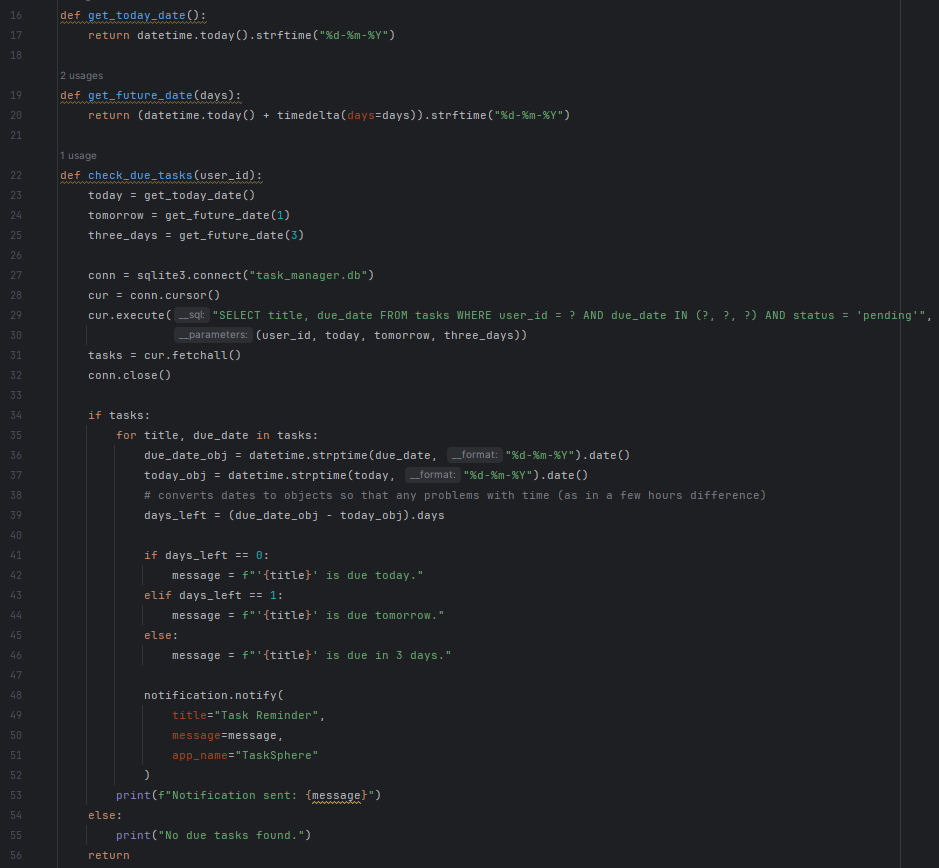 16 def get_today_date():
17     return datetime.today().strftime("%d-%m-%Y")
18
2 usages
19 def get_future_date(days):
20     return (datetime.today() + timedelta(days=days)).strftime("%d-%m-%Y")
21
1 usage
22 def check_due_tasks(user_id):
23     today = get_today_date()
24     tomorrow = get_future_date(1)
25     three_days = get_future_date(3)
26
27     conn = sqlite3.connect("task_manager.db")
28     cur = conn.cursor()
29     cur.execute( __sql: "SELECT title, due_date FROM tasks WHERE user_id = ? AND due_date IN (?, ?, ?) AND status = 'pending'",
30                 __parameters: (user_id, today, tomorrow, three_days))
31     tasks = cur.fetchall()
32     conn.close()
33
34     if tasks:
35         for title, due_date in tasks:
36             due_date_obj = datetime.strptime(due_date, __format: "%d-%m-%Y").date()
37             today_obj = datetime.strptime(today, __format: "%d-%m-%Y").date()
38             # converts dates to objects so that any problems with time (as in a few hours difference)
39             days_left = (due_date_obj - today_obj).days
40
41             if days_left == 0:
42                 message = f"'{title}' is due today."
43             elif days_left == 1:
44                 message = f"'{title}' is due tomorrow."
45             else:
46                 message = f"'{title}' is due in 3 days."
47
48             notification.notify(
49                 title="Task Reminder",
50                 message=message,
51                 app_name="TaskSphere"
52             )
53         print(f"Notification sent: {message}")
54     else:
55         print("No due tasks found.")
56     return